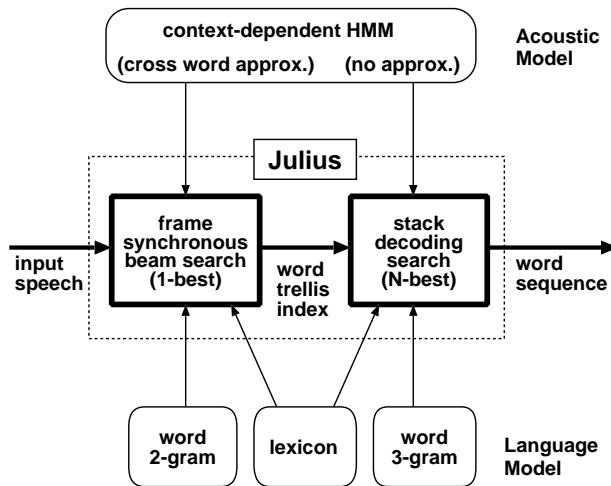 context-dependent HMM
(cross word approx.) (no approx.)
Acoustic
Model
Julius
frame
synchronous
beam search
(1-best)
stack
decoding
search
(N-best)
input
speech
word
trellis
index
word
sequence
word
2-gram
lexicon
word
3-gram
Language
Model